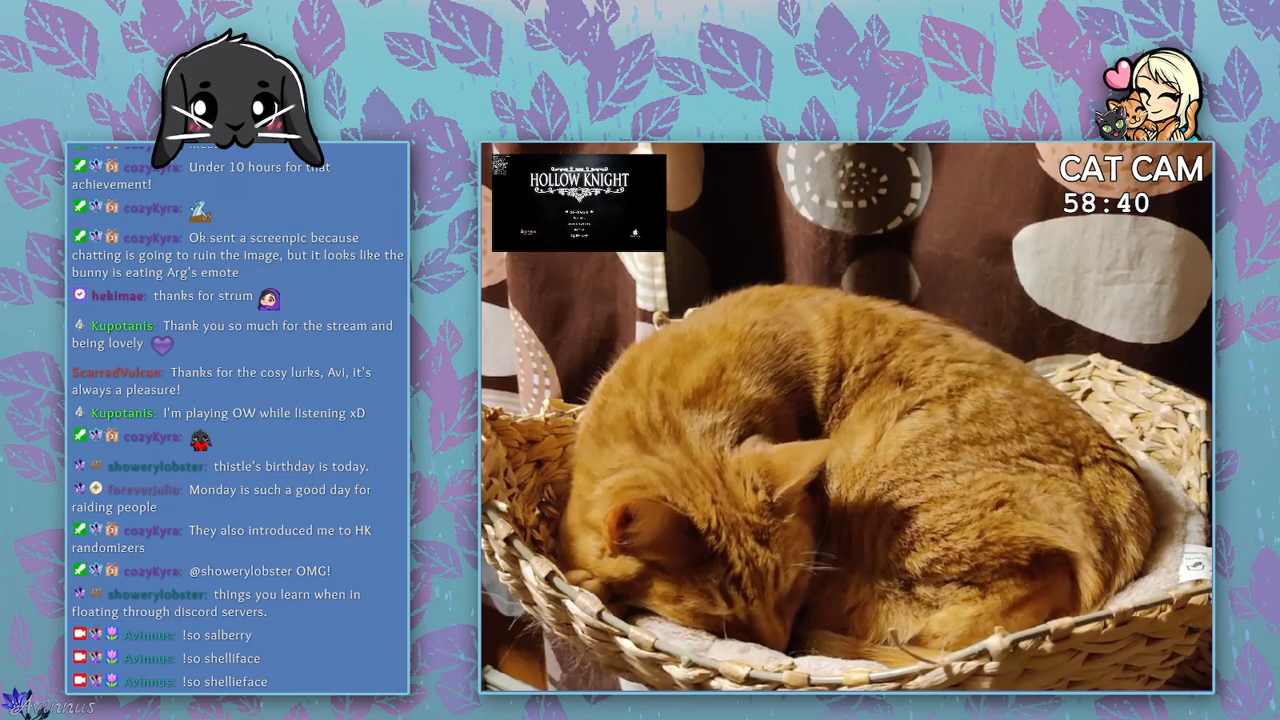 cozyKyra: Under 10 hours for that
achievement!
cozyKyra:
cozyKyra: Ok sent a screenpic because
chatting is going to ruin the image, but it looks like the
bunny is eating Arg's emote
hekimae: thanks for strum
Kupotanis: Thank you so much for the stream and
being lovely
ScarredVulcan: Thanks for the cosy lurks, Avi, it's
always a pleasure!
Kupotanis: I'm playing OW while listening xD
cozyKyra:
showerylobster: thistle's birthday is today.
foreverjulia: Monday is such a good day for
raiding people
cozyKyra: They also introduced me to HK
randomizers
cozyKyra: @showerylobster OMG!
showerylobster: things you learn when in
floating through discord servers.
Avinnus: !so salberry
Avinnus: !so shelliface
Avinnus: !so shellieface
Avinnus
HOLLOW KNIGHT
CAT CAM
58:40